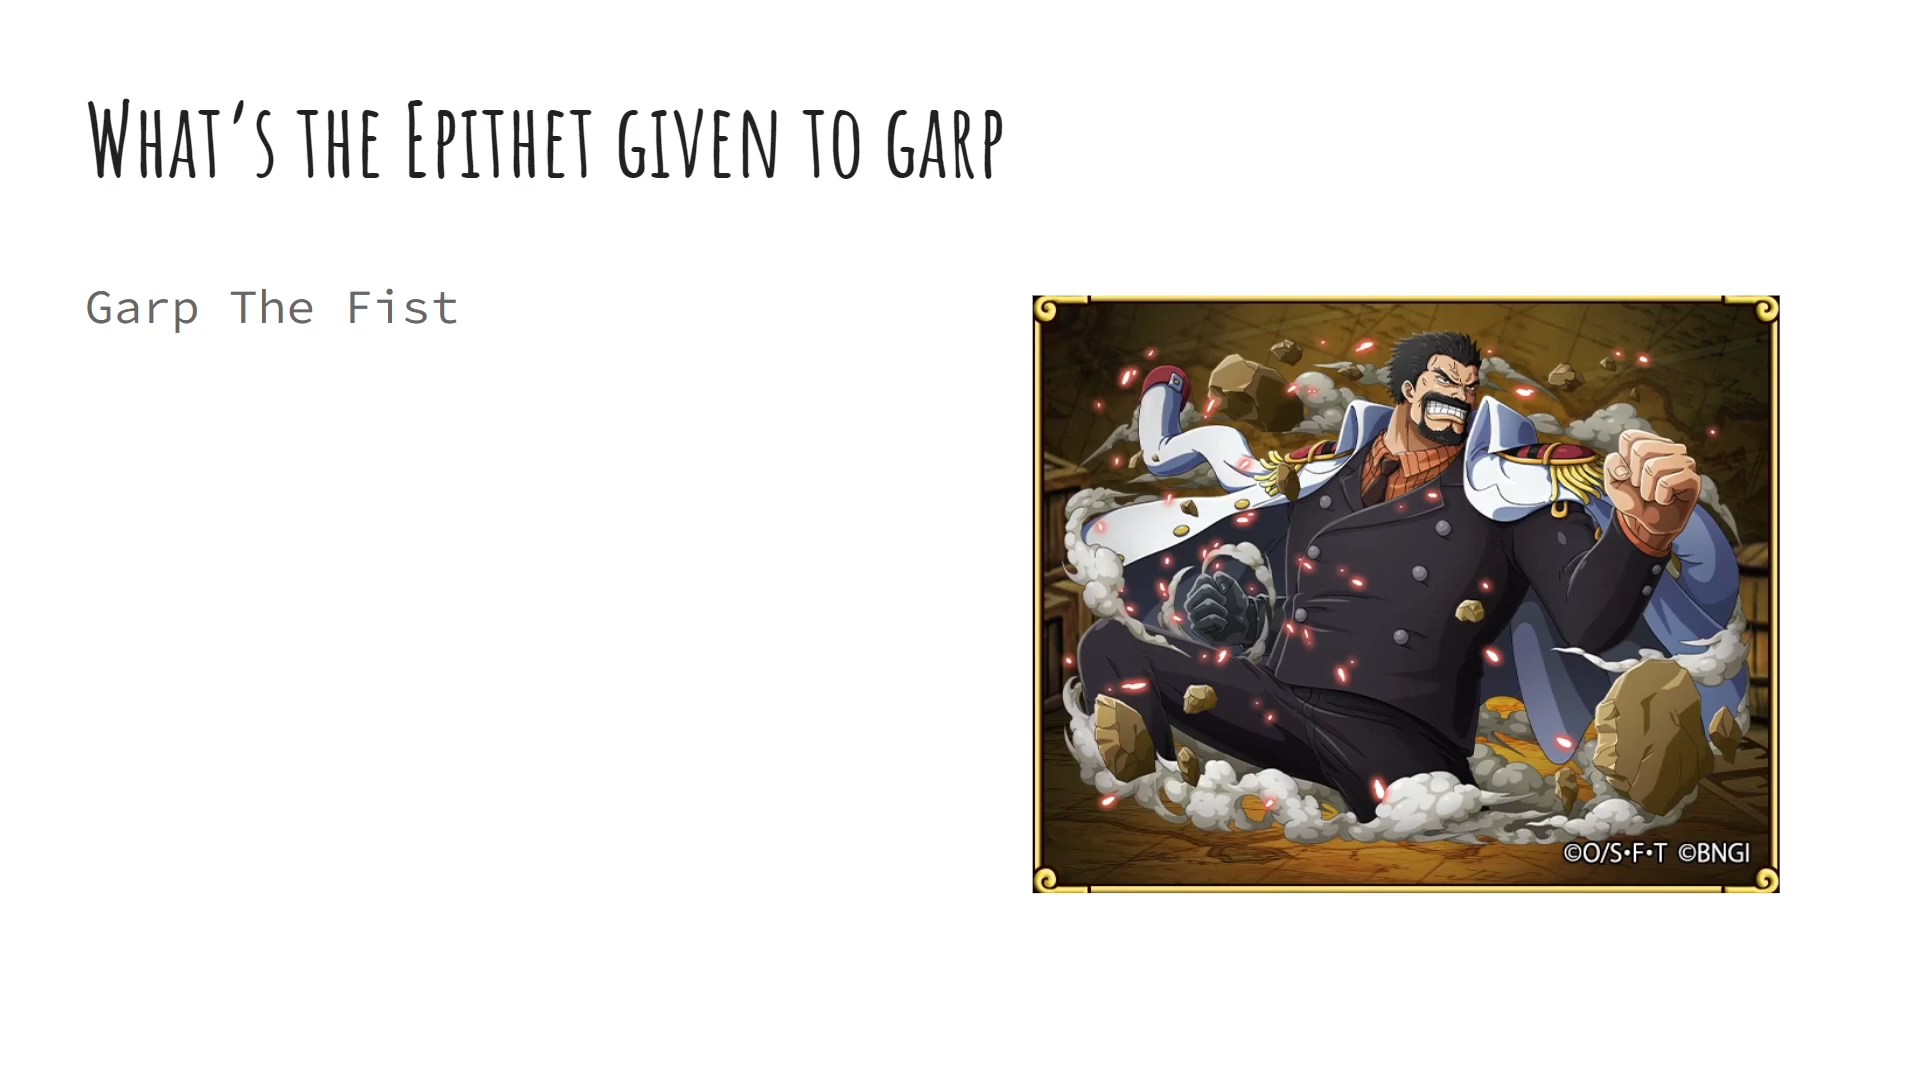 What's the Epithet given to garp
Garp The Fist
©O/S•F•T ©BNGI